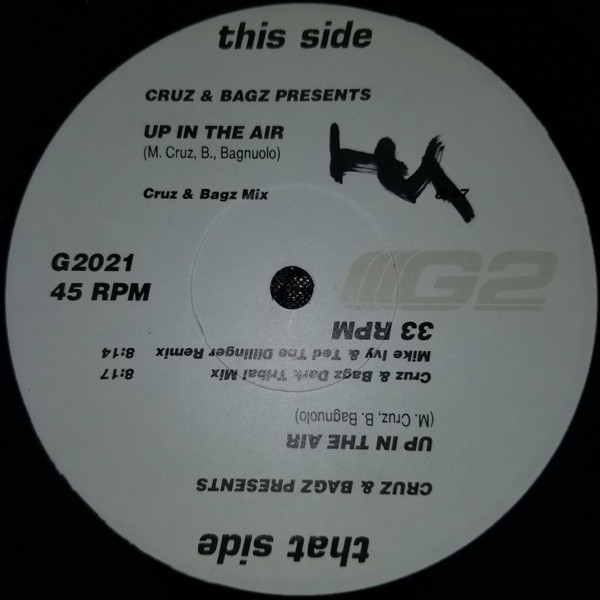 this side
CRUZ & BAGZ PRESENTS
UP IN THE AIR
(M. Cruz, B., Bagnuolo)
Cruz & Bagz Mix
G2021
45 RPM
G2
that side
CRUZ & BAGZ PRESENTS
UP IN THE AIR
(M. Cruz, B. Bagnuolo)
Cruz & Bagz Dark Tribal Mix 8:17
Mike Ivy & Ted The Dillinger Remix 8:14
33 RPM